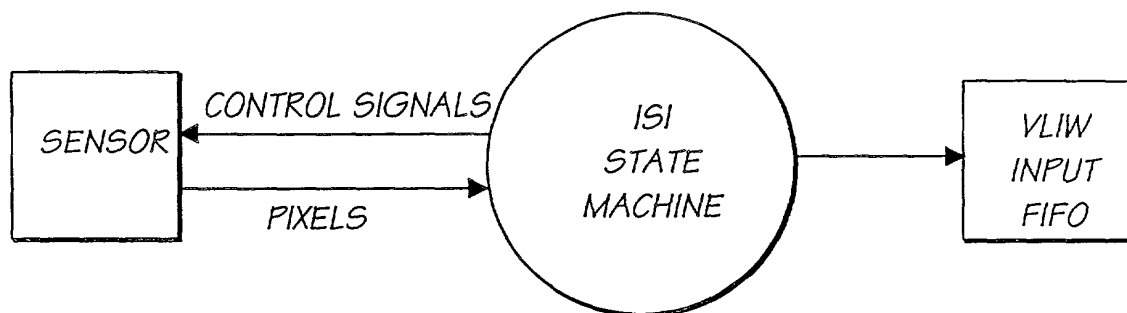 SENSOR
CONTROL SIGNALS
PIXELS
ISI
STATE
MACHINE
VLIW
INPUT
FIFO